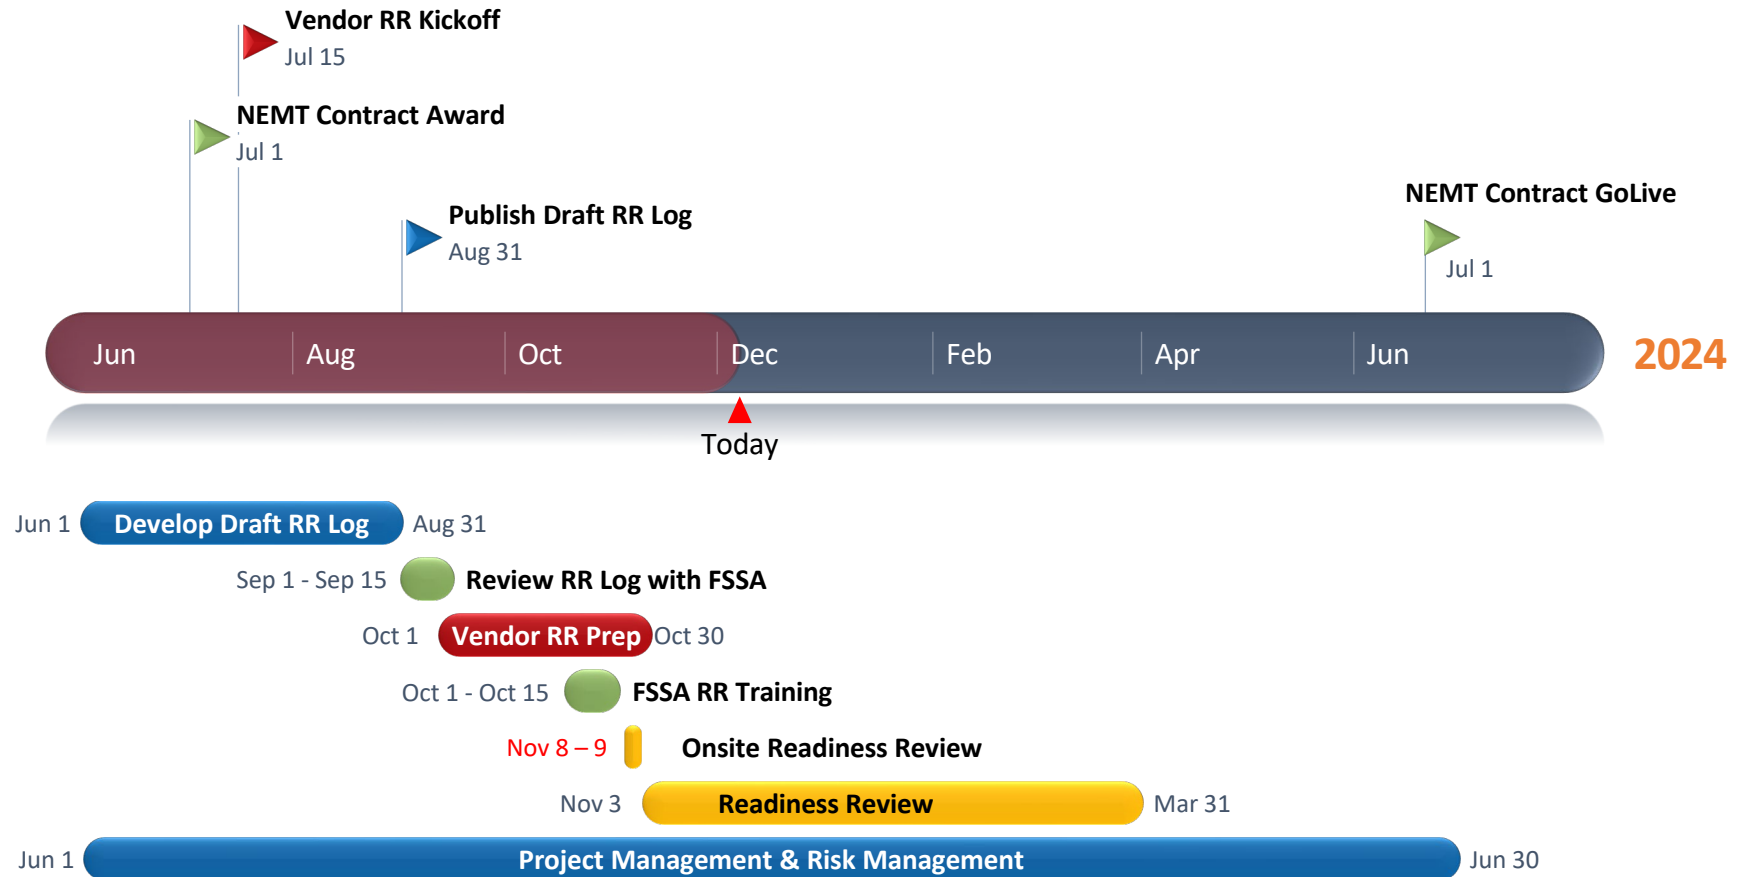 Vendor RR Kickoff
Jul 15
NEMT Contract Award
Jul 1
Publish Draft RR Log
Aug 31
NEMT Contract GoLive
Jul 1
Jun Aug Oct Dec Feb Apr Jun 2024
Today
Jun 1 Develop Draft RR Log Aug 31
Sep 1 - Sep 15 Review RR Log with FSSA
Oct 1 Vendor RR Prep Oct 30
Oct 1 - Oct 15 FSSA RR Training
Nov 8 – 9 Onsite Readiness Review
Nov 3 Readiness Review Mar 31
Jun 1 Project Management & Risk Management Jun 30